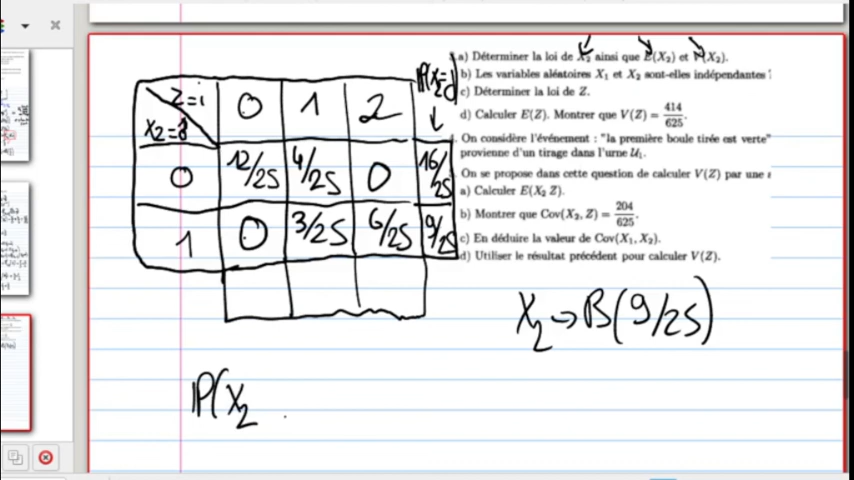 3.a) Déterminer la loi de X₂ ainsi que E(X₂) et V(X₂).
b) Les variables aléatoires X₁ et X₂ sont-elles indépendantes ?
c) Déterminer la loi de Z.
d) Calculer E(Z). Montrer que V(Z) = 414/625.
On considère l'événement : "la première boule tirée est verte"
provienne d'un tirage dans l'urne U₁.
On se propose dans cette question de calculer V(Z) par une
a) Calculer E(X₂ Z).
b) Montrer que Cov(X₂, Z) = 204/625.
c) En déduire la valeur de Cov(X₁, X₂).
d) Utiliser le résultat précédent pour calculer V(Z).
Z=i 0 1 2 P(X₂=j)
X₂=j
0 12/25 4/25 0 16/25
1 0 3/25 6/25 9/25
X₂ → B(9/25)
P(X₂